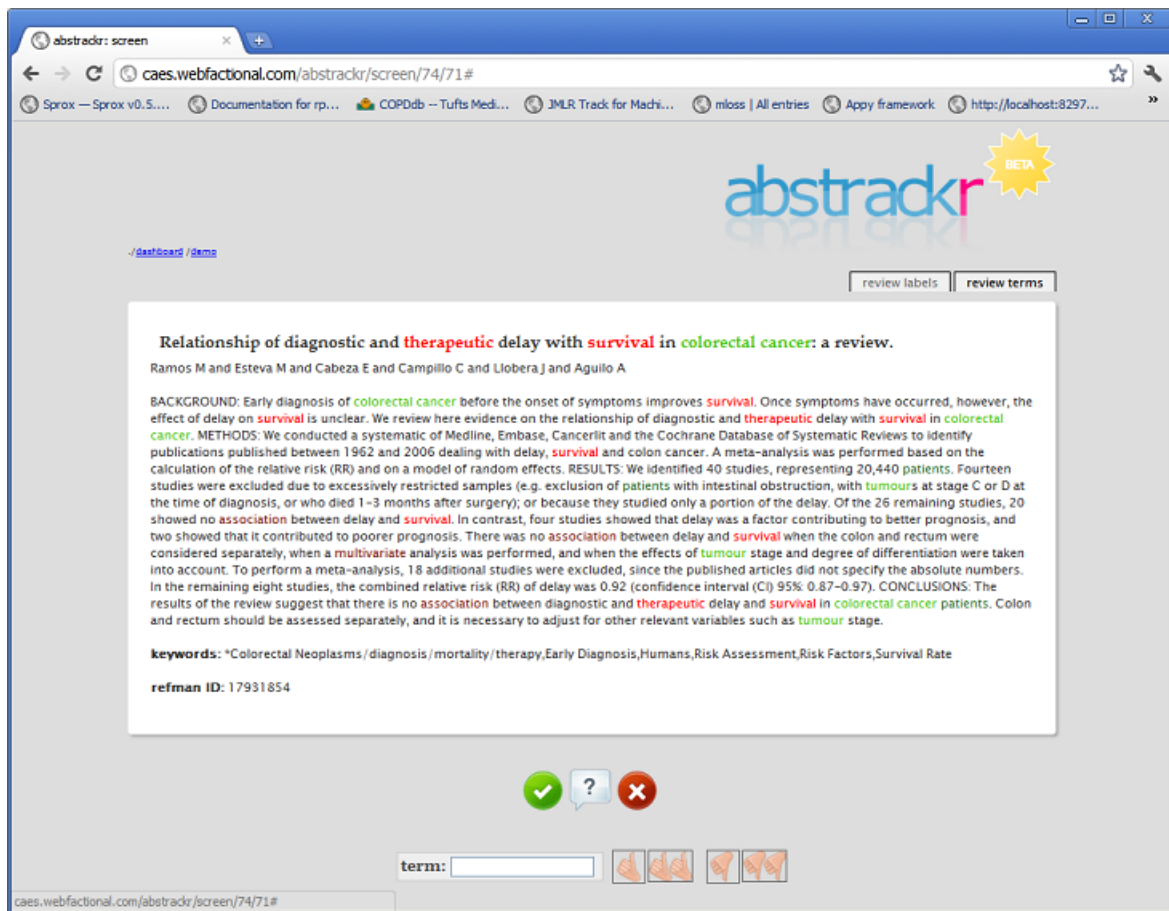 abstrackr: screen
caes.webfactional.com/abstrackr/screen/74/71#
Sprox — Sprox v0.5.... Documentation for rp... COPDdb -- Tufts Medi... JMLR Track for Machi... mloss | All entries Appy framework http://localhost:8297... »
BETA
abstrackr
./dashboard /demo
review labels review terms
Relationship of diagnostic and therapeutic delay with survival in colorectal cancer: a review.
Ramos M and Esteva M and Cabeza E and Campillo C and Llobera J and Aguilo A
BACKGROUND: Early diagnosis of colorectal cancer before the onset of symptoms improves survival. Once symptoms have occurred, however, the
effect of delay on survival is unclear. We review here evidence on the relationship of diagnostic and therapeutic delay with survival in colorectal
cancer. METHODS: We conducted a systematic of Medline, Embase, Cancerlit and the Cochrane Database of Systematic Reviews to identify
publications published between 1962 and 2006 dealing with delay, survival and colon cancer. A meta-analysis was performed based on the
calculation of the relative risk (RR) and on a model of random effects. RESULTS: We identified 40 studies, representing 20,440 patients. Fourteen
studies were excluded due to excessively restricted samples (e.g. exclusion of patients with intestinal obstruction, with tumours at stage C or D at
the time of diagnosis, or who died 1-3 months after surgery); or because they studied only a portion of the delay. Of the 26 remaining studies, 20
showed no association between delay and survival. In contrast, four studies showed that delay was a factor contributing to better prognosis, and
two showed that it contributed to poorer prognosis. There was no association between delay and survival when the colon and rectum were
considered separately, when a multivariate analysis was performed, and when the effects of tumour stage and degree of differentiation were taken
into account. To perform a meta-analysis, 18 additional studies were excluded, since the published articles did not specify the absolute numbers.
In the remaining eight studies, the combined relative risk (RR) of delay was 0.92 (confidence interval (CI) 95%: 0.87-0.97). CONCLUSIONS: The
results of the review suggest that there is no association between diagnostic and therapeutic delay and survival in colorectal cancer patients. Colon
and rectum should be assessed separately, and it is necessary to adjust for other relevant variables such as tumour stage.
keywords: *Colorectal Neoplasms/diagnosis/mortality/therapy,Early Diagnosis,Humans,Risk Assessment,Risk Factors,Survival Rate
refman ID: 17931854
?
term:
caes.webfactional.com/abstrackr/screen/74/71#